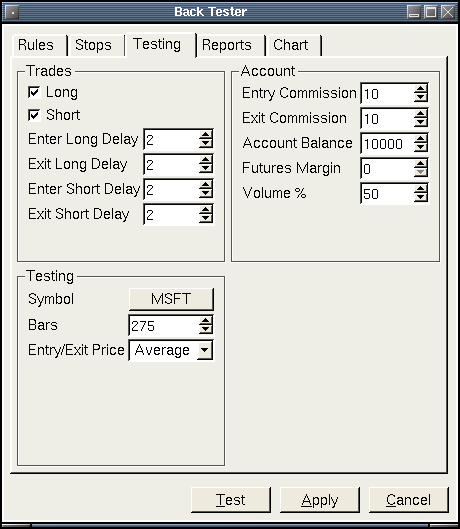 Back Tester
Rules Stops Testing Reports Chart
Trades
Long
Short
Enter Long Delay 2
Exit Long Delay 2
Enter Short Delay 2
Exit Short Delay 2
Account
Entry Commission 10
Exit Commission 10
Account Balance 10000
Futures Margin 0
Volume % 50
Testing
Symbol MSFT
Bars 275
Entry/Exit Price Average
Test Apply Cancel